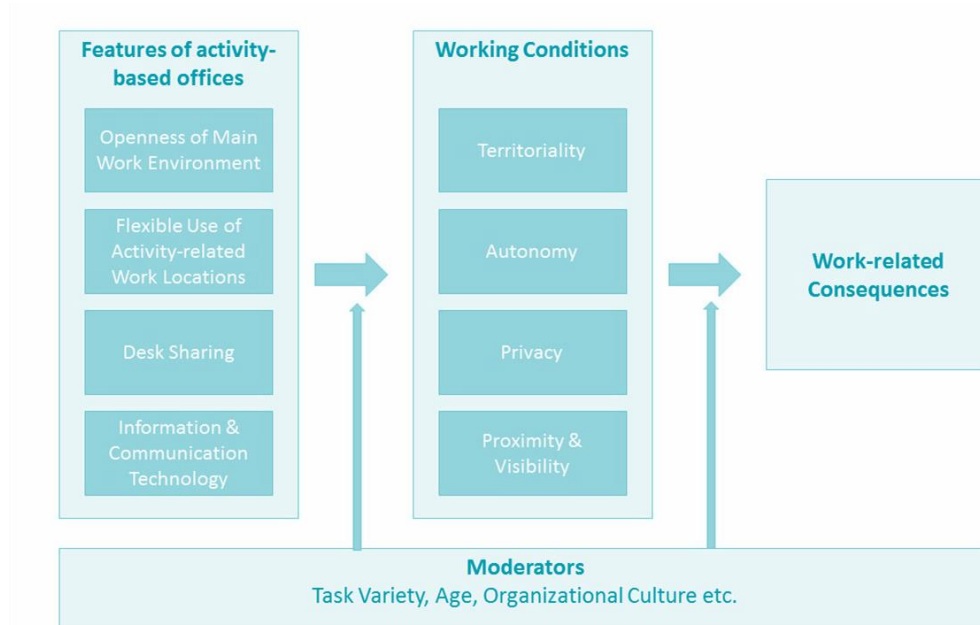 Features of activity-
based offices
Openness of Main
Work Environment
Flexible Use of
Activity-related
Work Locations
Desk Sharing
Information &
Communication
Technology
Working Conditions
Territoriality
Autonomy
Privacy
Proximity &
Visibility
Work-related
Consequences
Moderators
Task Variety, Age, Organizational Culture etc.